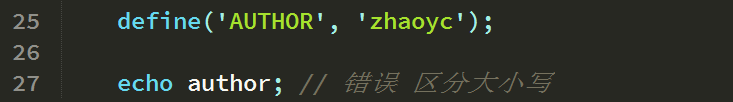 25 define('AUTHOR', 'zhaoyc');
26
27 echo author; // 错误 区分大小写